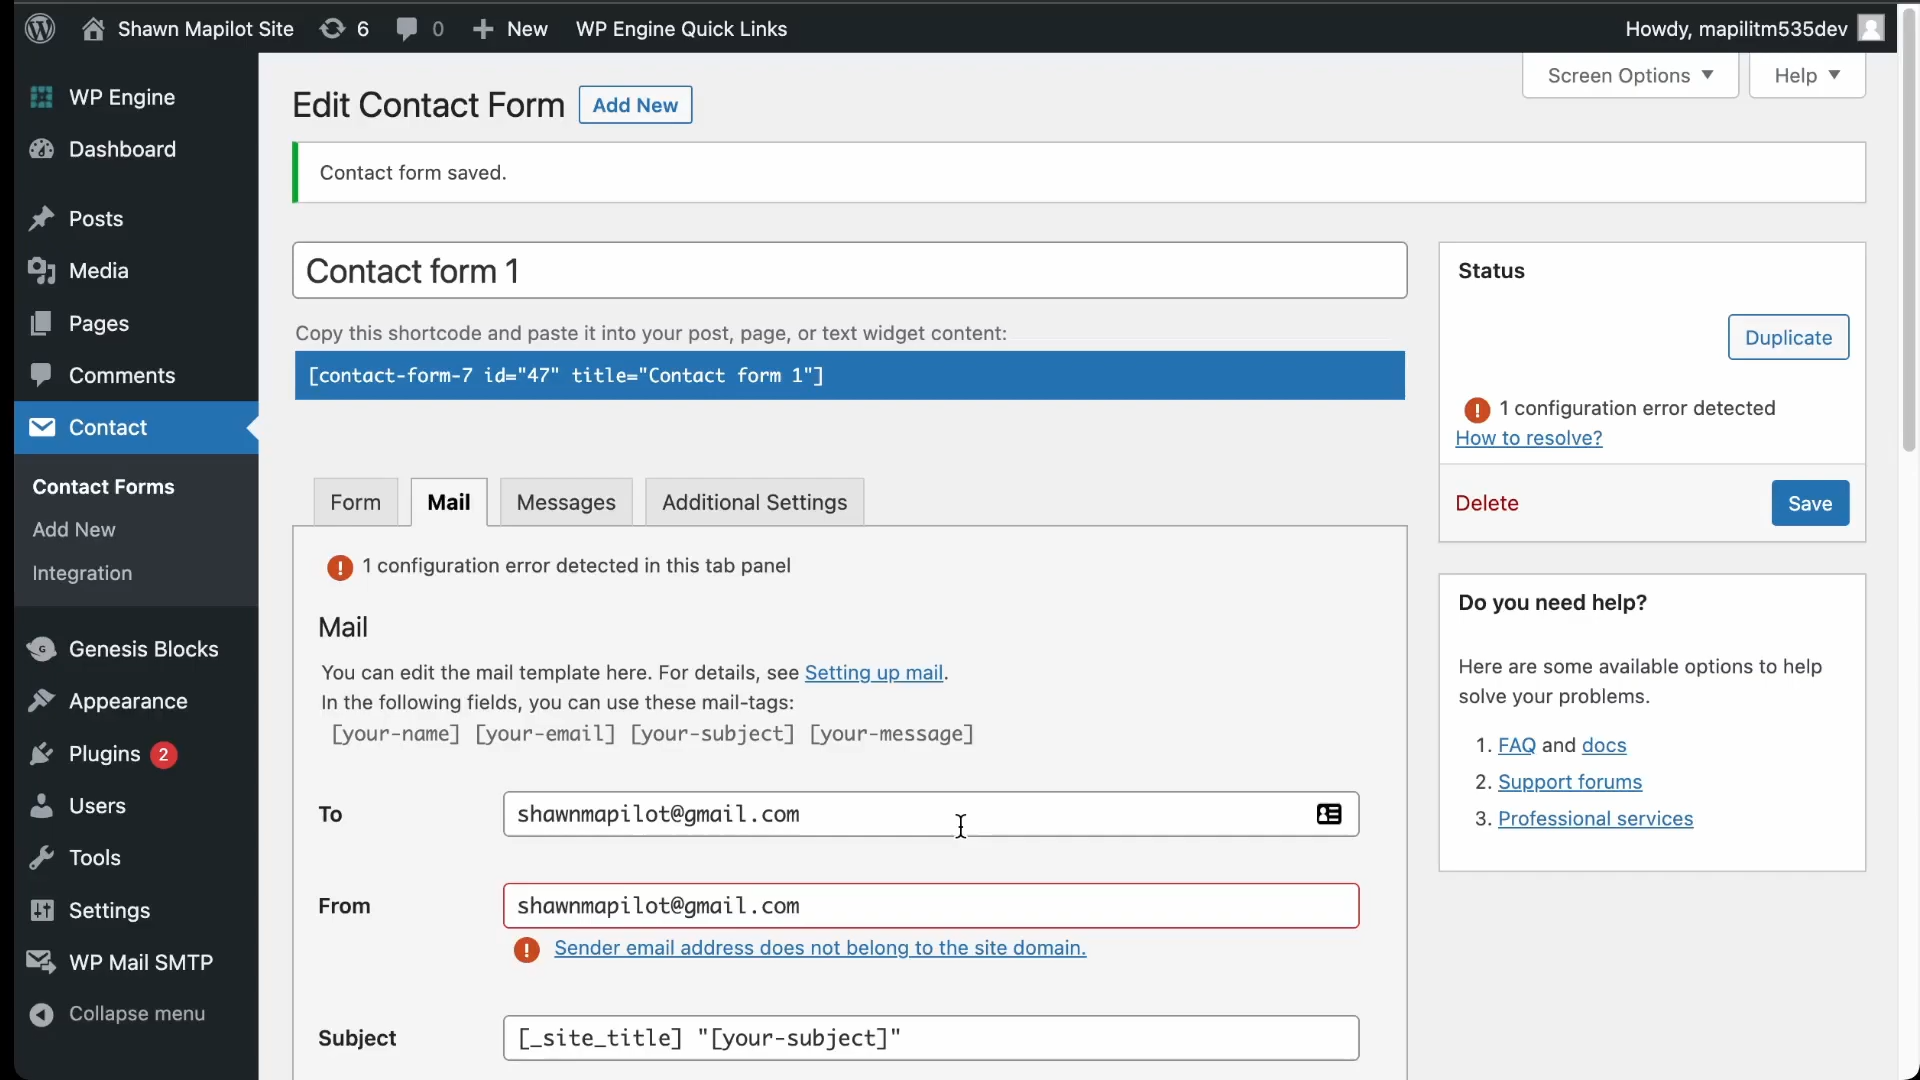 Shawn Mapilot Site 6 0 New WP Engine Quick Links Howdy, mapilitm535dev
Screen Options Help
WP Engine
Dashboard
Posts
Media
Pages
Comments
Contact
Contact Forms
Add New
Integration
Genesis Blocks
Appearance
Plugins 2
Users
Tools
Settings
WP Mail SMTP
Collapse menu
Edit Contact Form Add New
Contact form saved.
Contact form 1
Copy this shortcode and paste it into your post, page, or text widget content:
[contact-form-7 id="47" title="Contact form 1"]
Form Mail Messages Additional Settings
1 configuration error detected in this tab panel
Mail
You can edit the mail template here. For details, see Setting up mail.
In the following fields, you can use these mail-tags:
[your-name] [your-email] [your-subject] [your-message]
To shawnmapilot@gmail.com
From shawnmapilot@gmail.com
Sender email address does not belong to the site domain.
Subject [_site_title] "[your-subject]"
Status
Duplicate
1 configuration error detected
How to resolve?
Delete Save
Do you need help?
Here are some available options to help
solve your problems.
1. FAQ and docs
2. Support forums
3. Professional services